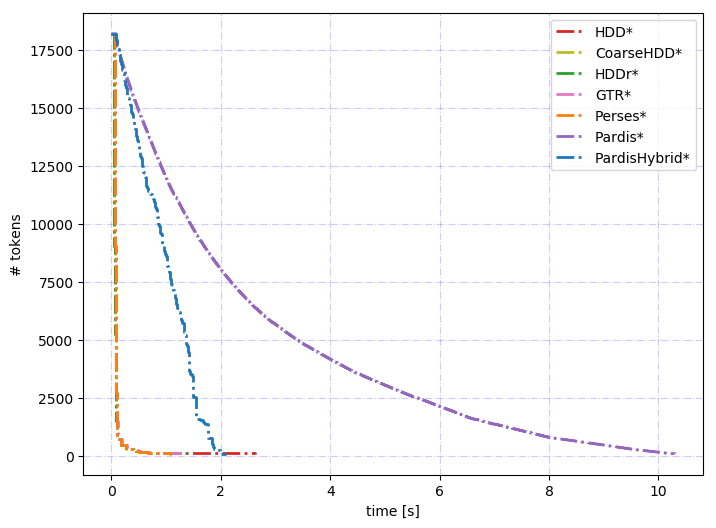 HDD*
CoarseHDD*
HDDr*
GTR*
Perses*
Pardis*
PardisHybrid*
17500
15000
12500
10000
7500
5000
2500
0
# tokens
0 2 4 6 8 10
time [s]